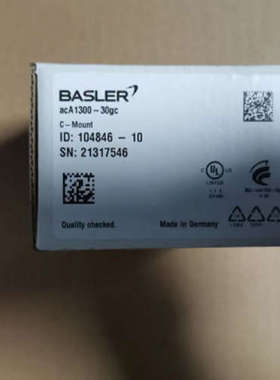 BASLER
acA1300-30gc
C-Mount
ID: 104846 - 10
SN: 21317546
Quality checked.
Made in Germany